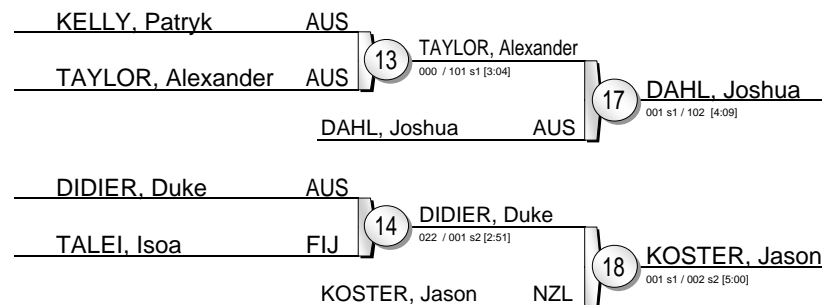 KELLY, Patryk AUS
TAYLOR, Alexander AUS
13
TAYLOR, Alexander
000 / 101 s1 [3:04]
DAHL, Joshua AUS
17
DAHL, Joshua
001 s1 / 102 [4:09]
DIDIER, Duke AUS
TALEI, Isoa FIJ
14
DIDIER, Duke
022 / 001 s2 [2:51]
KOSTER, Jason NZL
18
KOSTER, Jason
001 s1 / 002 s2 [5:00]